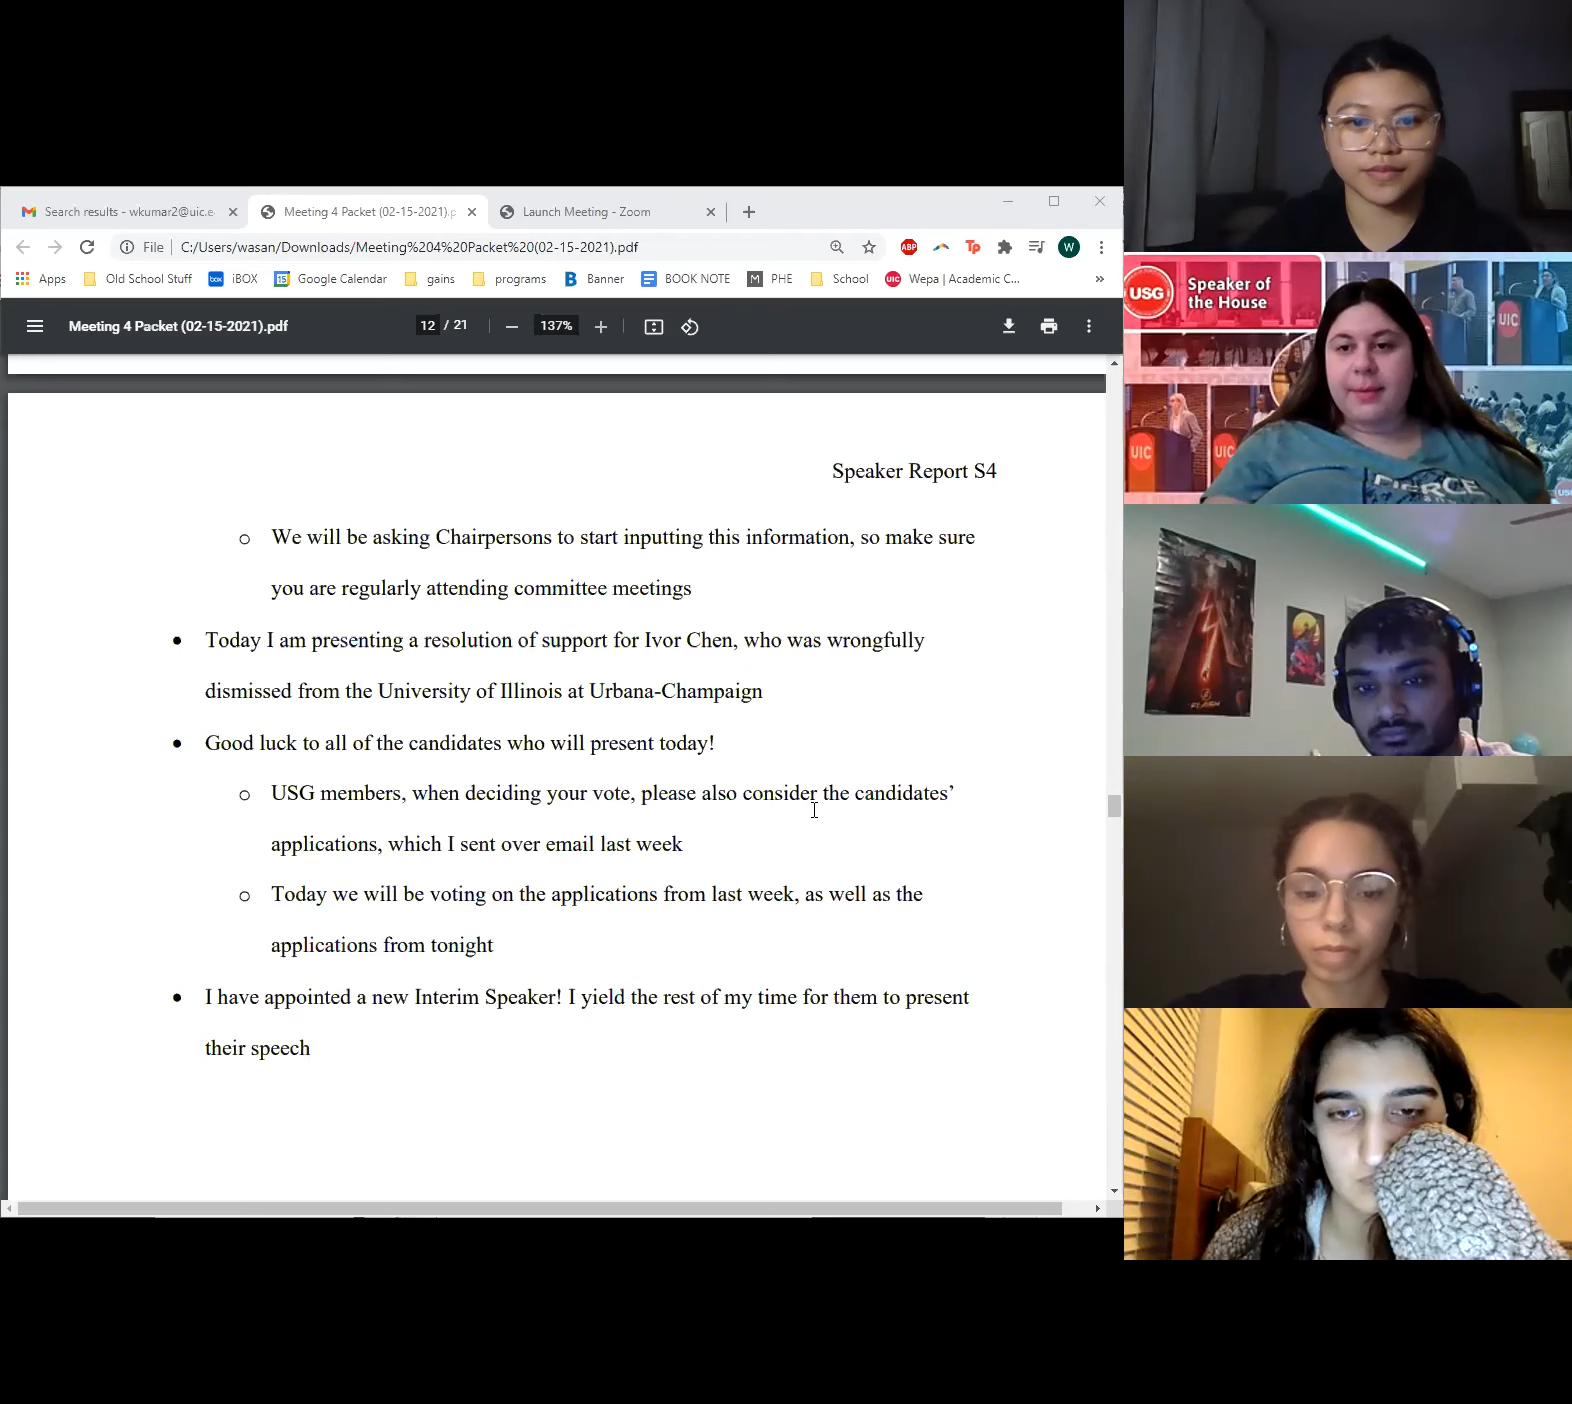 Search results - wkumar2@uic.e
Meeting 4 Packet (02-15-2021).p
Launch Meeting - Zoom
File
C:/Users/wasan/Downloads/Meeting%204%20Packet%20(02-15-2021).pdf
ABP
Tp
W
Apps
Old School Stuff
box
iBOX
15
Google Calendar
gains
programs
B
Banner
BOOK NOTE
M
PHE
School
UIC
Wepa | Academic C...
»
Meeting 4 Packet (02-15-2021).pdf
12 / 21
137%
Speaker Report S4
We will be asking Chairpersons to start inputting this information, so make sure
you are regularly attending committee meetings
Today I am presenting a resolution of support for Ivor Chen, who was wrongfully
dismissed from the University of Illinois at Urbana-Champaign
Good luck to all of the candidates who will present today!
USG members, when deciding your vote, please also consider the candidates’
applications, which I sent over email last week
Today we will be voting on the applications from last week, as well as the
applications from tonight
I have appointed a new Interim Speaker! I yield the rest of my time for them to present
their speech
USG
Speaker of
the House
UIC
UIC
UIC
FIERCE